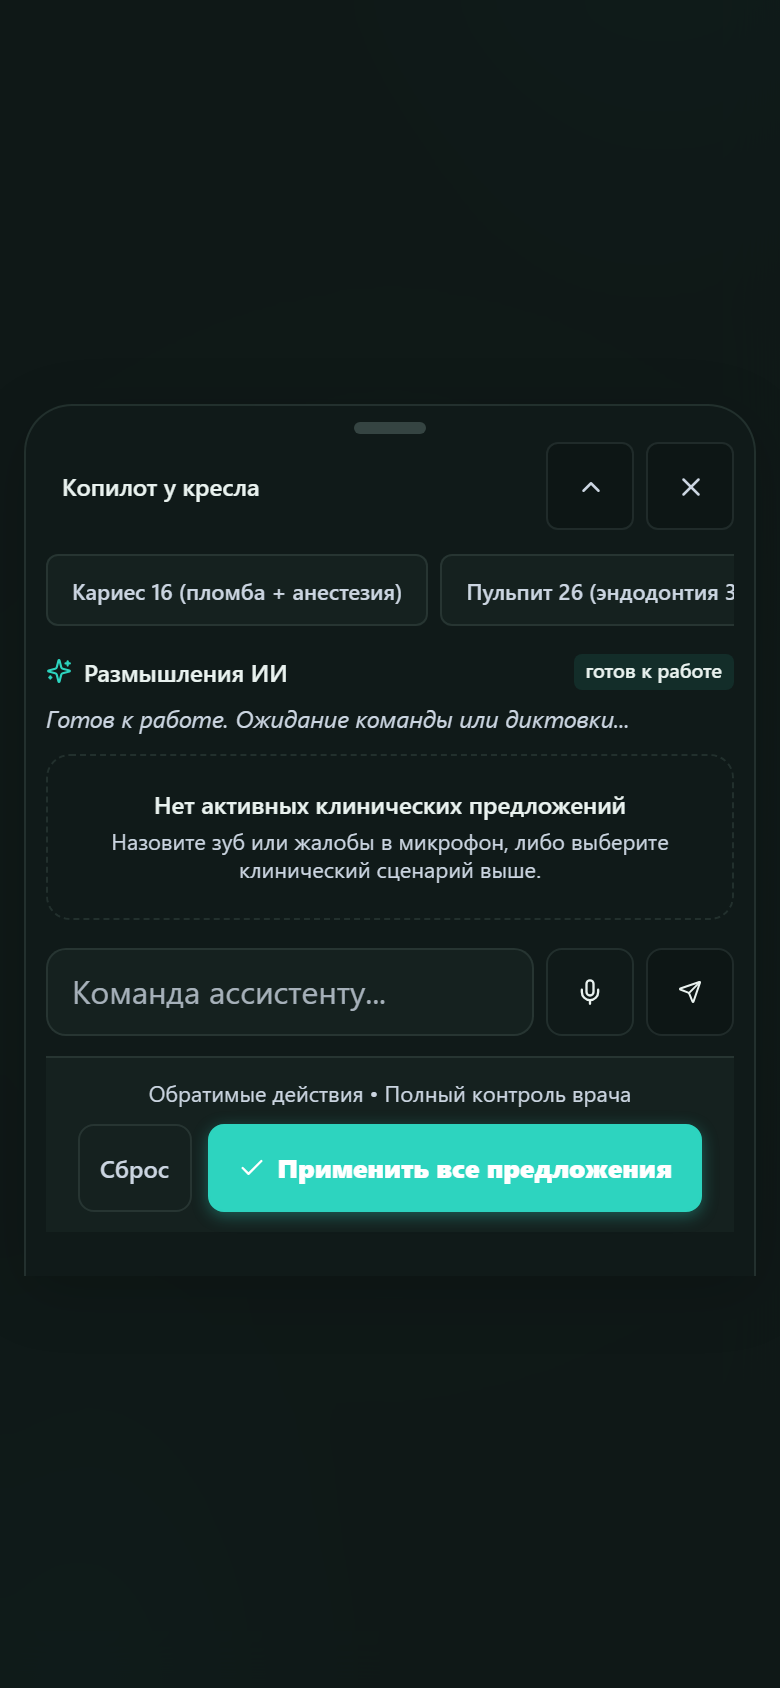 Копилот у кресла
Кариес 16 (пломба + анестезия)
Пульпит 26 (эндодонтия 3
Размышления ИИ
готов к работе
Готов к работе. Ожидание команды или диктовки...
Нет активных клинических предложений
Назовите зуб или жалобы в микрофон, либо выберите
клинический сценарий выше.
Команда ассистенту...
Обратимые действия • Полный контроль врача
Сброс
Применить все предложения